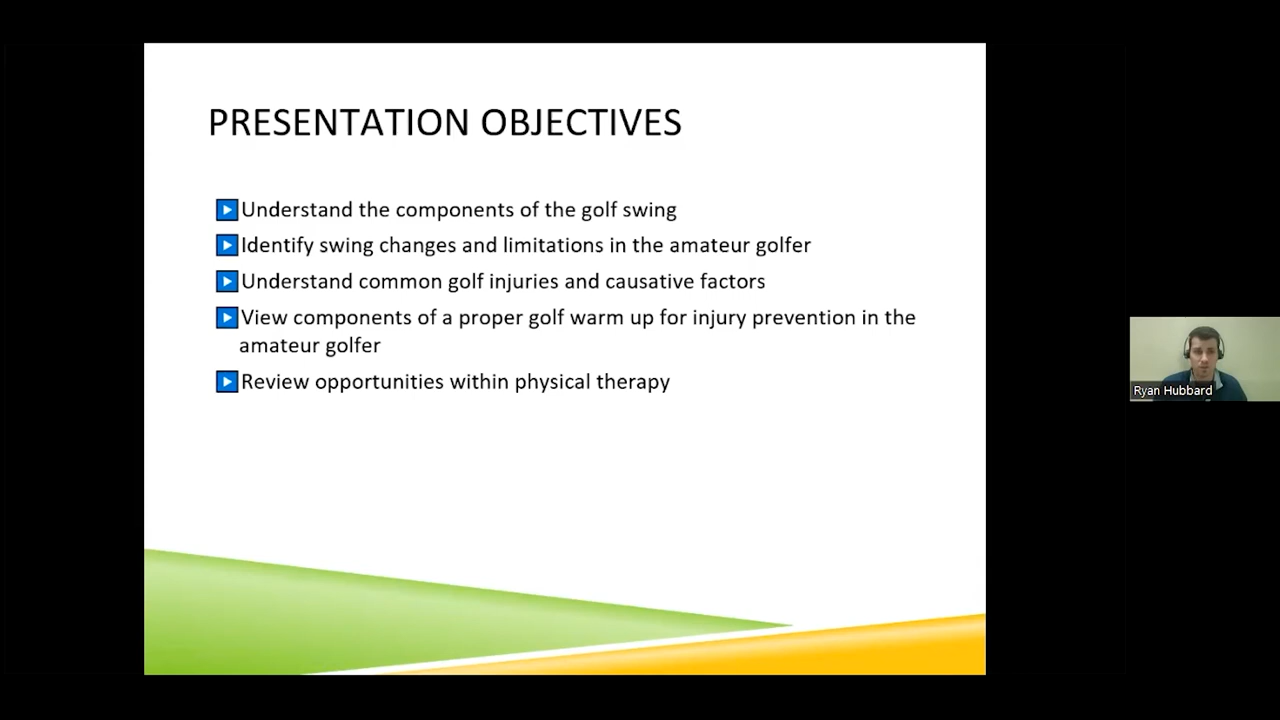 PRESENTATION OBJECTIVES
Understand the components of the golf swing
Identify swing changes and limitations in the amateur golfer
Understand common golf injuries and causative factors
View components of a proper golf warm up for injury prevention in the
amateur golfer
Review opportunities within physical therapy
Ryan Hubbard